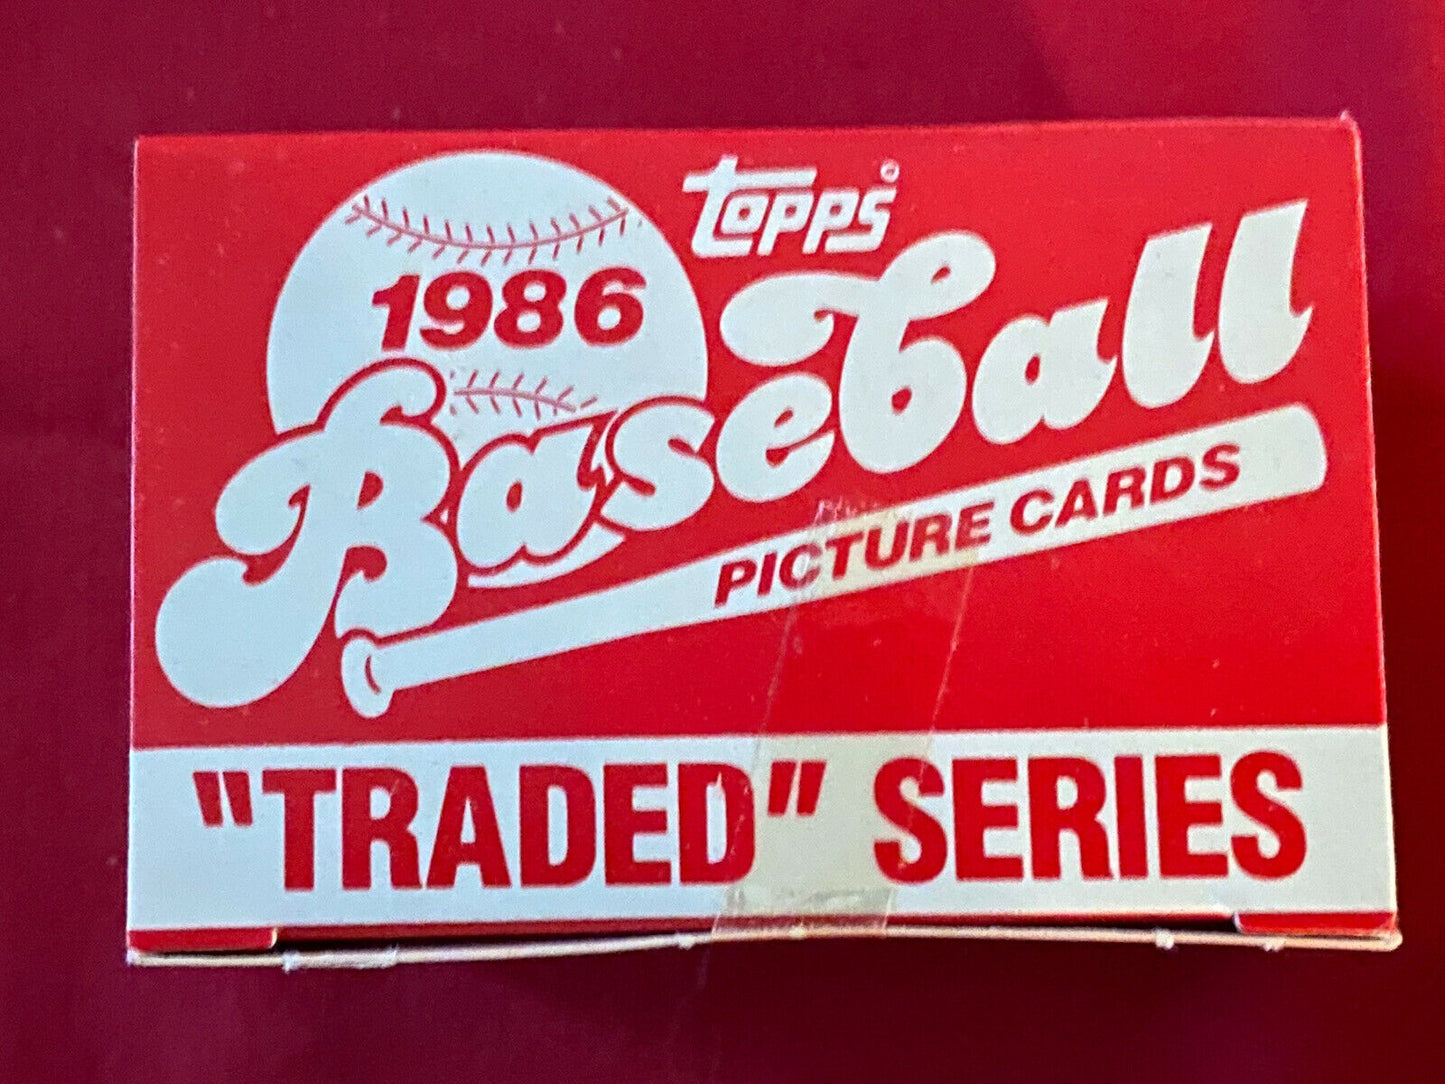 topps®
1986
Baseball
PICTURE CARDS
"TRADED" SERIES